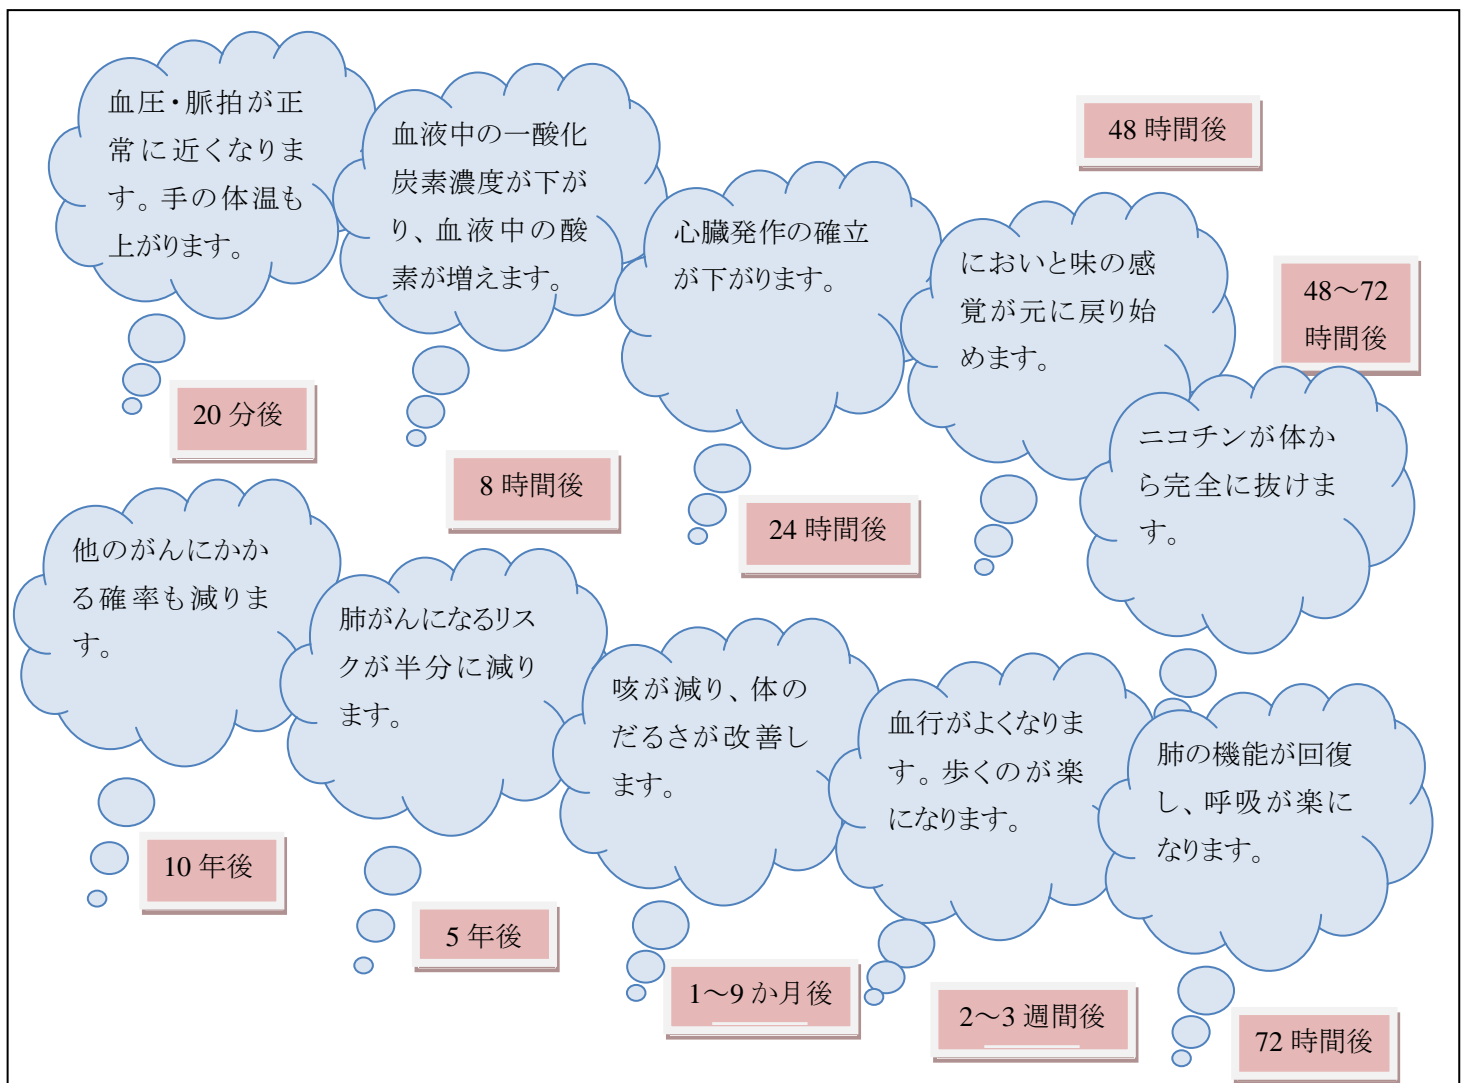 血圧・脈拍が正
常に近くなりま
す。手の体温も
上がります。
20 分後
血液中の一酸化
炭素濃度が下が
り、血液中の酸
素が増えます。
8 時間後
心臓発作の確立
が下がります。
24 時間後
48 時間後
においと味の感
覚が元に戻り始
めます。
48～72
時間後
ニコチンが体か
ら完全に抜けま
す。
肺の機能が回復
し、呼吸が楽に
なります。
72 時間後
血行がよくなりま
す。歩くのが楽
になります。
2～3 週間後
咳が減り、体の
だるさが改善し
ます。
1～9 か月後
肺がんになるリス
クが半分に減り
ます。
5 年後
他のがんにかか
る確率も減りま
す。
10 年後